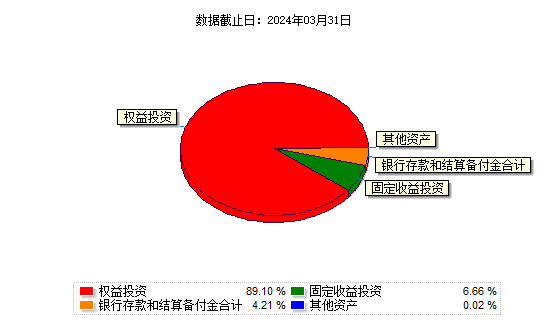 数据截止日：2024年03月31日
权益投资
其他资产
银行存款和结算备付金合计
固定收益投资
权益投资 89.10 % 固定收益投资 6.66 %
银行存款和结算备付金合计 4.21 % 其他资产 0.02 %